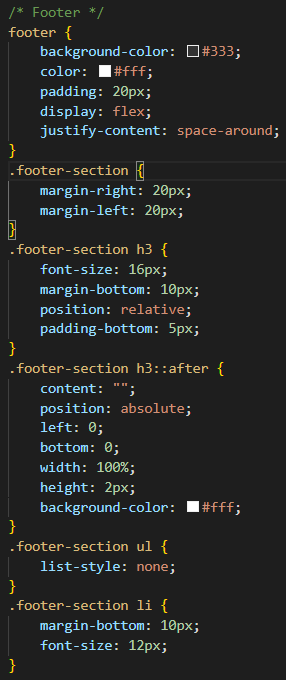 /* Footer */
footer {
    background-color: #333;
    color: #fff;
    padding: 20px;
    display: flex;
    justify-content: space-around;
}
.footer-section {
    margin-right: 20px;
    margin-left: 20px;
}
.footer-section h3 {
    font-size: 16px;
    margin-bottom: 10px;
    position: relative;
    padding-bottom: 5px;
}
.footer-section h3::after {
    content: "";
    position: absolute;
    left: 0;
    bottom: 0;
    width: 100%;
    height: 2px;
    background-color: #fff;
}
.footer-section ul {
    list-style: none;
}
.footer-section li {
    margin-bottom: 10px;
    font-size: 12px;
}